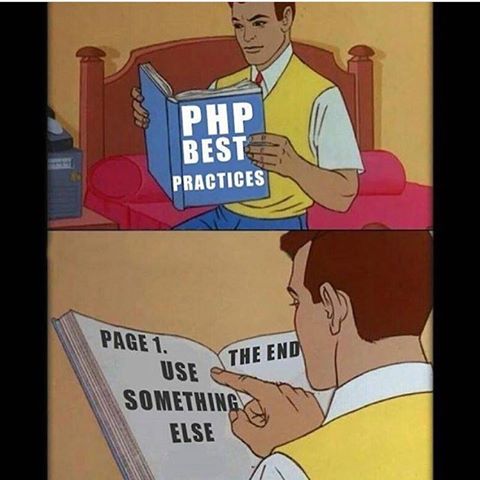 PHP
BEST
PRACTICES
PAGE 1.
USE
SOMETHING
ELSE
THE END